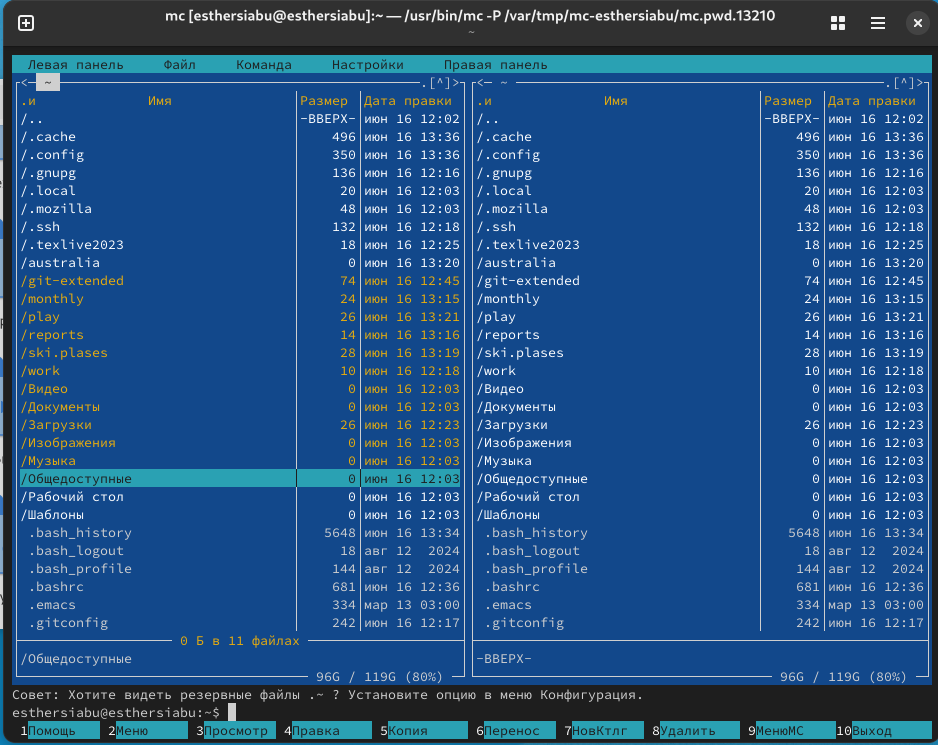 mc [esthersiabu@esthersiabu]:~ — /usr/bin/mc -P /var/tmp/mc-esthersiabu/mc.pwd.13210
~
Левая панель Файл Команда Настройки Правая панель
<— ~ .[^]> <— ~ .[^]>
.и Имя Размер Дата правки .и Имя Размер Дата правки
/.. -ВВЕРХ- июн 16 12:02 /.. -ВВЕРХ- июн 16 12:02
/.cache 496 июн 16 13:36 /.cache 496 июн 16 13:36
/.config 350 июн 16 13:36 /.config 350 июн 16 13:36
/.gnupg 136 июн 16 12:16 /.gnupg 136 июн 16 12:16
/.local 20 июн 16 12:03 /.local 20 июн 16 12:03
/.mozilla 48 июн 16 12:03 /.mozilla 48 июн 16 12:03
/.ssh 132 июн 16 12:18 /.ssh 132 июн 16 12:18
/.texlive2023 18 июн 16 12:25 /.texlive2023 18 июн 16 12:25
/australia 0 июн 16 13:20 /australia 0 июн 16 13:20
/git-extended 74 июн 16 12:45 /git-extended 74 июн 16 12:45
/monthly 24 июн 16 13:15 /monthly 24 июн 16 13:15
/play 26 июн 16 13:21 /play 26 июн 16 13:21
/reports 14 июн 16 13:16 /reports 14 июн 16 13:16
/ski.plases 28 июн 16 13:19 /ski.plases 28 июн 16 13:19
/work 10 июн 16 12:18 /work 10 июн 16 12:18
/Видео 0 июн 16 12:03 /Видео 0 июн 16 12:03
/Документы 0 июн 16 12:03 /Документы 0 июн 16 12:03
/Загрузки 26 июн 16 12:23 /Загрузки 26 июн 16 12:23
/Изображения 0 июн 16 12:03 /Изображения 0 июн 16 12:03
/Музыка 0 июн 16 12:03 /Музыка 0 июн 16 12:03
/Общедоступные 0 июн 16 12:03 /Общедоступные 0 июн 16 12:03
/Рабочий стол 0 июн 16 12:03 /Рабочий стол 0 июн 16 12:03
/Шаблоны 0 июн 16 12:03 /Шаблоны 0 июн 16 12:03
.bash_history 5648 июн 16 13:34 .bash_history 5648 июн 16 13:34
.bash_logout 18 авг 12 2024 .bash_logout 18 авг 12 2024
.bash_profile 144 авг 12 2024 .bash_profile 144 авг 12 2024
.bashrc 681 июн 16 12:36 .bashrc 681 июн 16 12:36
.emacs 334 мар 13 03:00 .emacs 334 мар 13 03:00
.gitconfig 242 июн 16 12:17 .gitconfig 242 июн 16 12:17
0 Б в 11 файлах
/Общедоступные -ВВЕРХ-
96G / 119G (80%) 96G / 119G (80%)
Совет: Хотите видеть резервные файлы .~ ? Установите опцию в меню Конфигурация.
esthersiabu@esthersiabu:~$
1Помощь 2Меню 3Просмотр 4Правка 5Копия 6Перенос 7НовКтлг 8Удалить 9МенюMC 10Выход